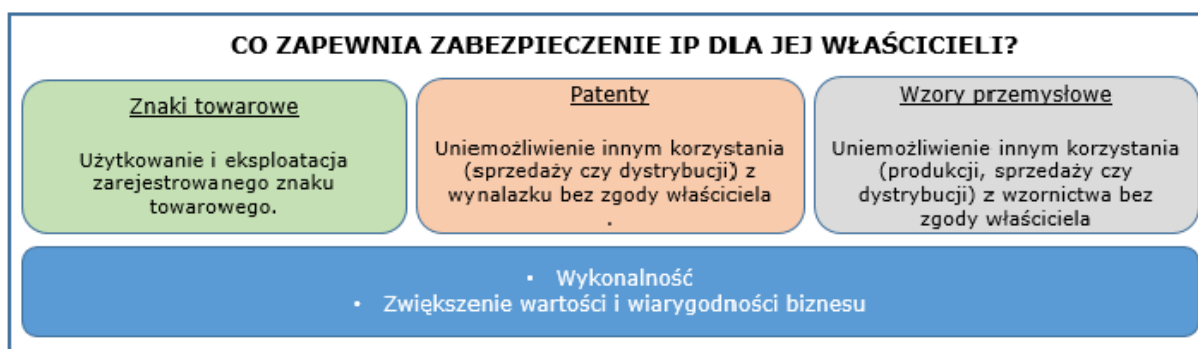 CO ZAPEWNIA ZABEZPIECZENIE IP DLA JEJ WŁAŚCICIELI?
Znaki towarowe
Użytkowanie i eksploatacja
zarejestrowanego znaku
towarowego.
Patenty
Uniemożliwienie innym korzystania
(sprzedaży czy dystrybucji) z
wynalazku bez zgody właściciela
.
Wzory przemysłowe
Uniemożliwienie innym korzystania
(produkcji, sprzedaży czy
dystrybucji) z wzornictwa bez
zgody właściciela
• Wykonalność
• Zwiększenie wartości i wiarygodności biznesu